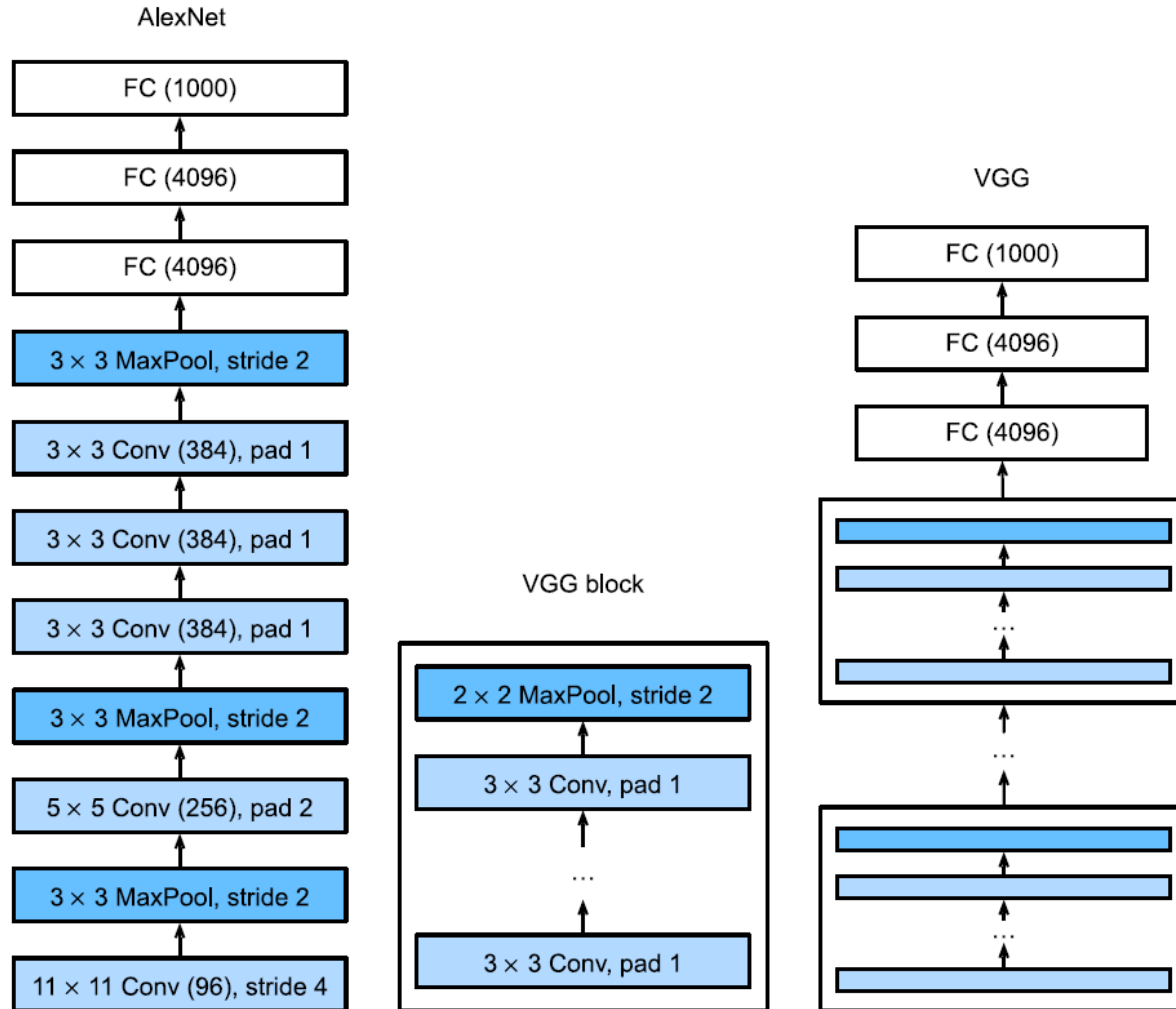 AlexNet
FC (1000)
FC (4096)
FC (4096)
3 × 3 MaxPool, stride 2
3 × 3 Conv (384), pad 1
3 × 3 Conv (384), pad 1
3 × 3 Conv (384), pad 1
3 × 3 MaxPool, stride 2
5 × 5 Conv (256), pad 2
3 × 3 MaxPool, stride 2
11 × 11 Conv (96), stride 4
VGG block
2 × 2 MaxPool, stride 2
3 × 3 Conv, pad 1
...
3 × 3 Conv, pad 1
VGG
FC (1000)
FC (4096)
FC (4096)
...
...
...